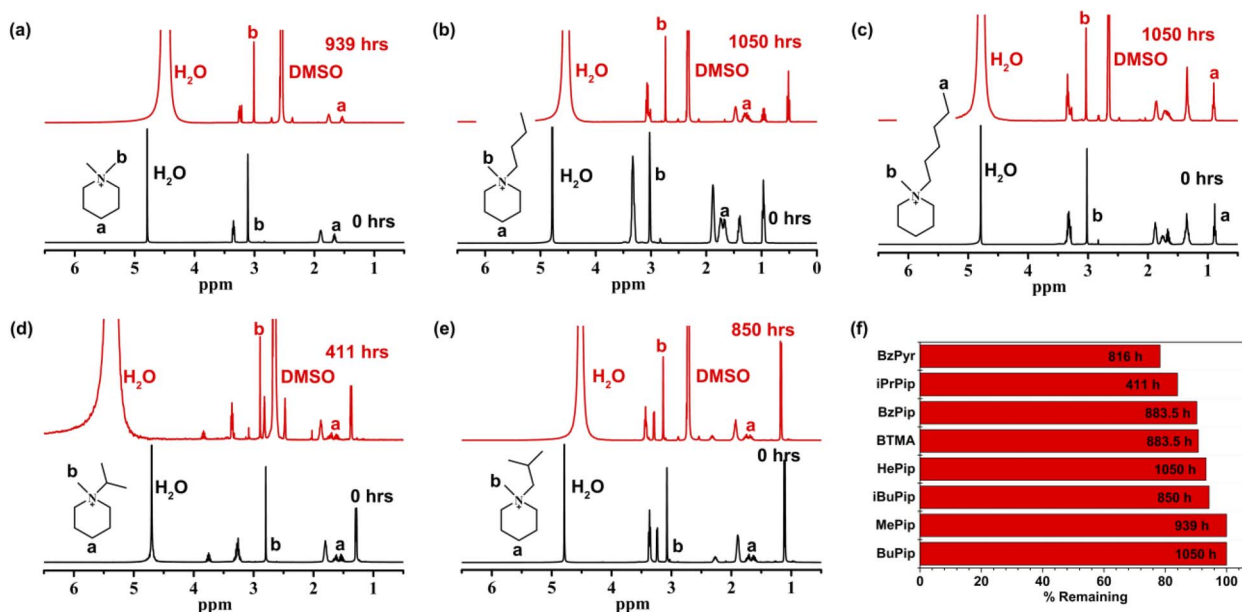 (a)
939 hrs
b
H2O
DMSO
a
b
N
+
a
H2O
b
a
0 hrs
6 5 4 3 2 1
ppm
(b)
1050 hrs
b
H2O
DMSO
a
b
N
+
a
H2O
b
a
0 hrs
6 5 4 3 2 1 0
ppm
(c)
1050 hrs
b
H2O
DMSO
a
a
b
N
+
H2O
b
0 hrs
a
6 5 4 3 2 1
ppm
(d)
411 hrs
b
H2O
DMSO
a
b
N
+
a
H2O
b
a
0 hrs
6 5 4 3 2 1
ppm
(e)
850 hrs
b
H2O
DMSO
a
b
N
+
a
H2O
b
a
0 hrs
6 5 4 3 2 1
ppm
(f)
BzPyr 816 h
iPrPip 411 h
BzPip 883.5 h
BTMA 883.5 h
HePip 1050 h
iBuPip 850 h
MePip 939 h
BuPip 1050 h
0 20 40 60 80 100
% Remaining